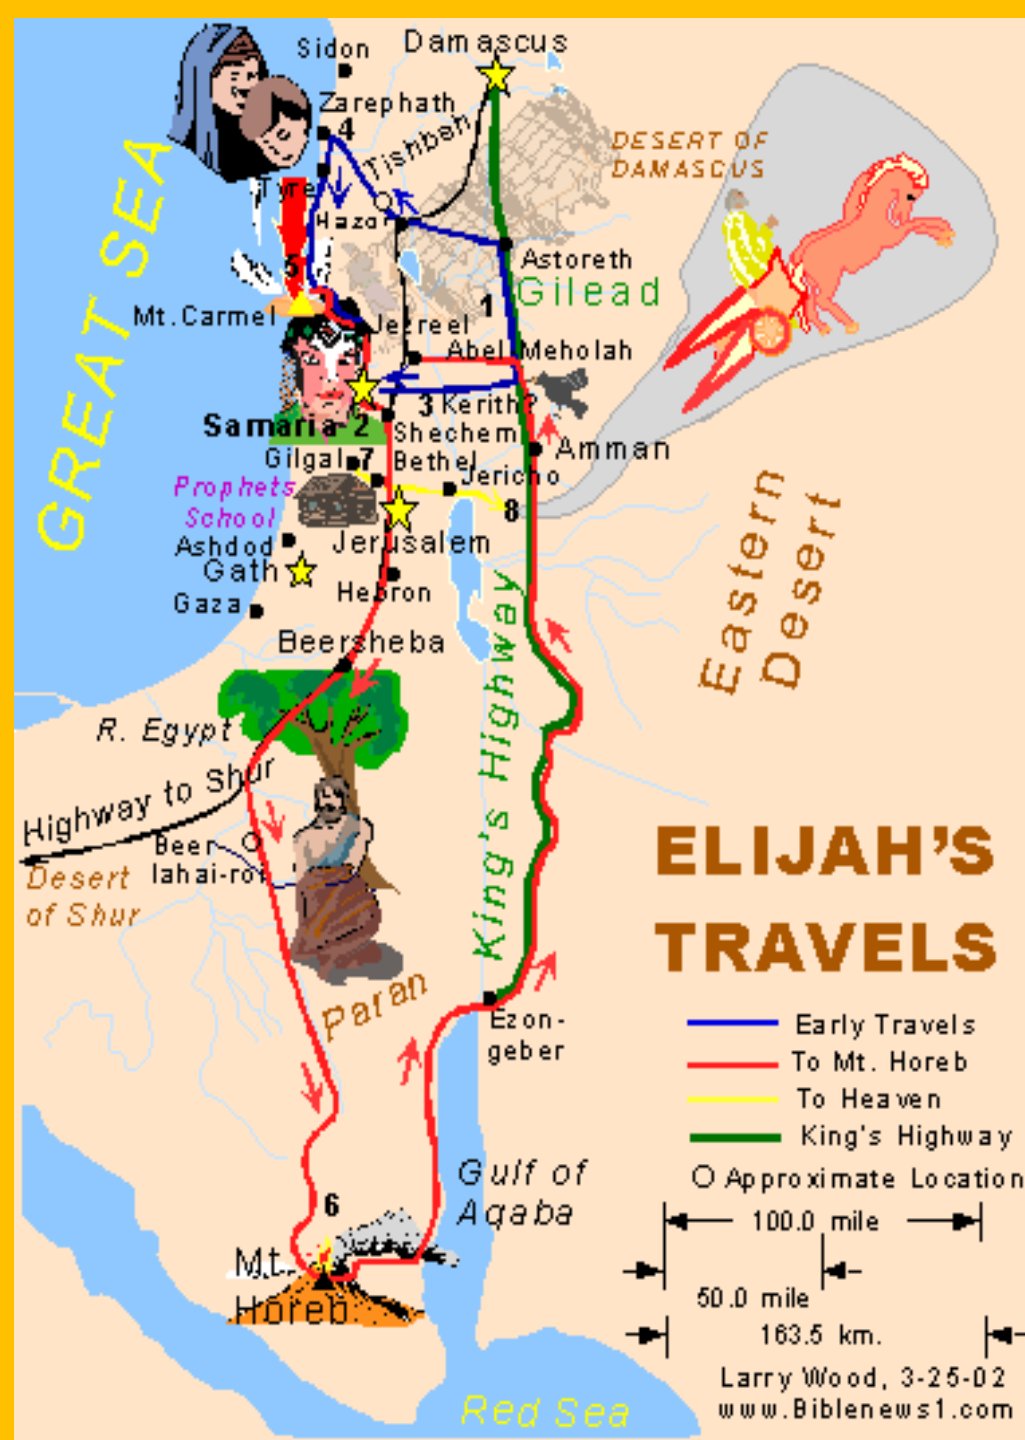 Sidon
Damascus
Zarephath
4
Tishbah
DESERT OF
DAMASCUS
Tyre
Hazor
GREAT SEA
5
Astoreth
Gilead
1
Mt. Carmel
Jezreel
Abel Meholah
3 Kerith?
Samaria 2
Shechem
Amman
Gilgal 7 Bethel
Jericho
Prophets
School
8
Ashdod
Jerusalem
Gath
Hebron
Gaza
Eastern
Desert
Beersheba
King's Highway
R. Egypt
Highway to Shur
Beer
lahai-roi
Desert
of Shur
Paran
ELIJAH'S
TRAVELS
Ezon-
geber
Early Travels
To Mt. Horeb
To Heaven
King's Highway
Approximate Location
Gulf of
Aqaba
6
Mt.
Horeb
100.0 mile
50.0 mile
163.5 km.
Larry Wood, 3-25-02
www.Biblenews1.com
Red Sea